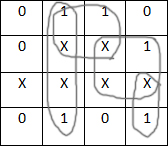 0 1 1 0
0 X X 1
X X X X
0 1 0 1